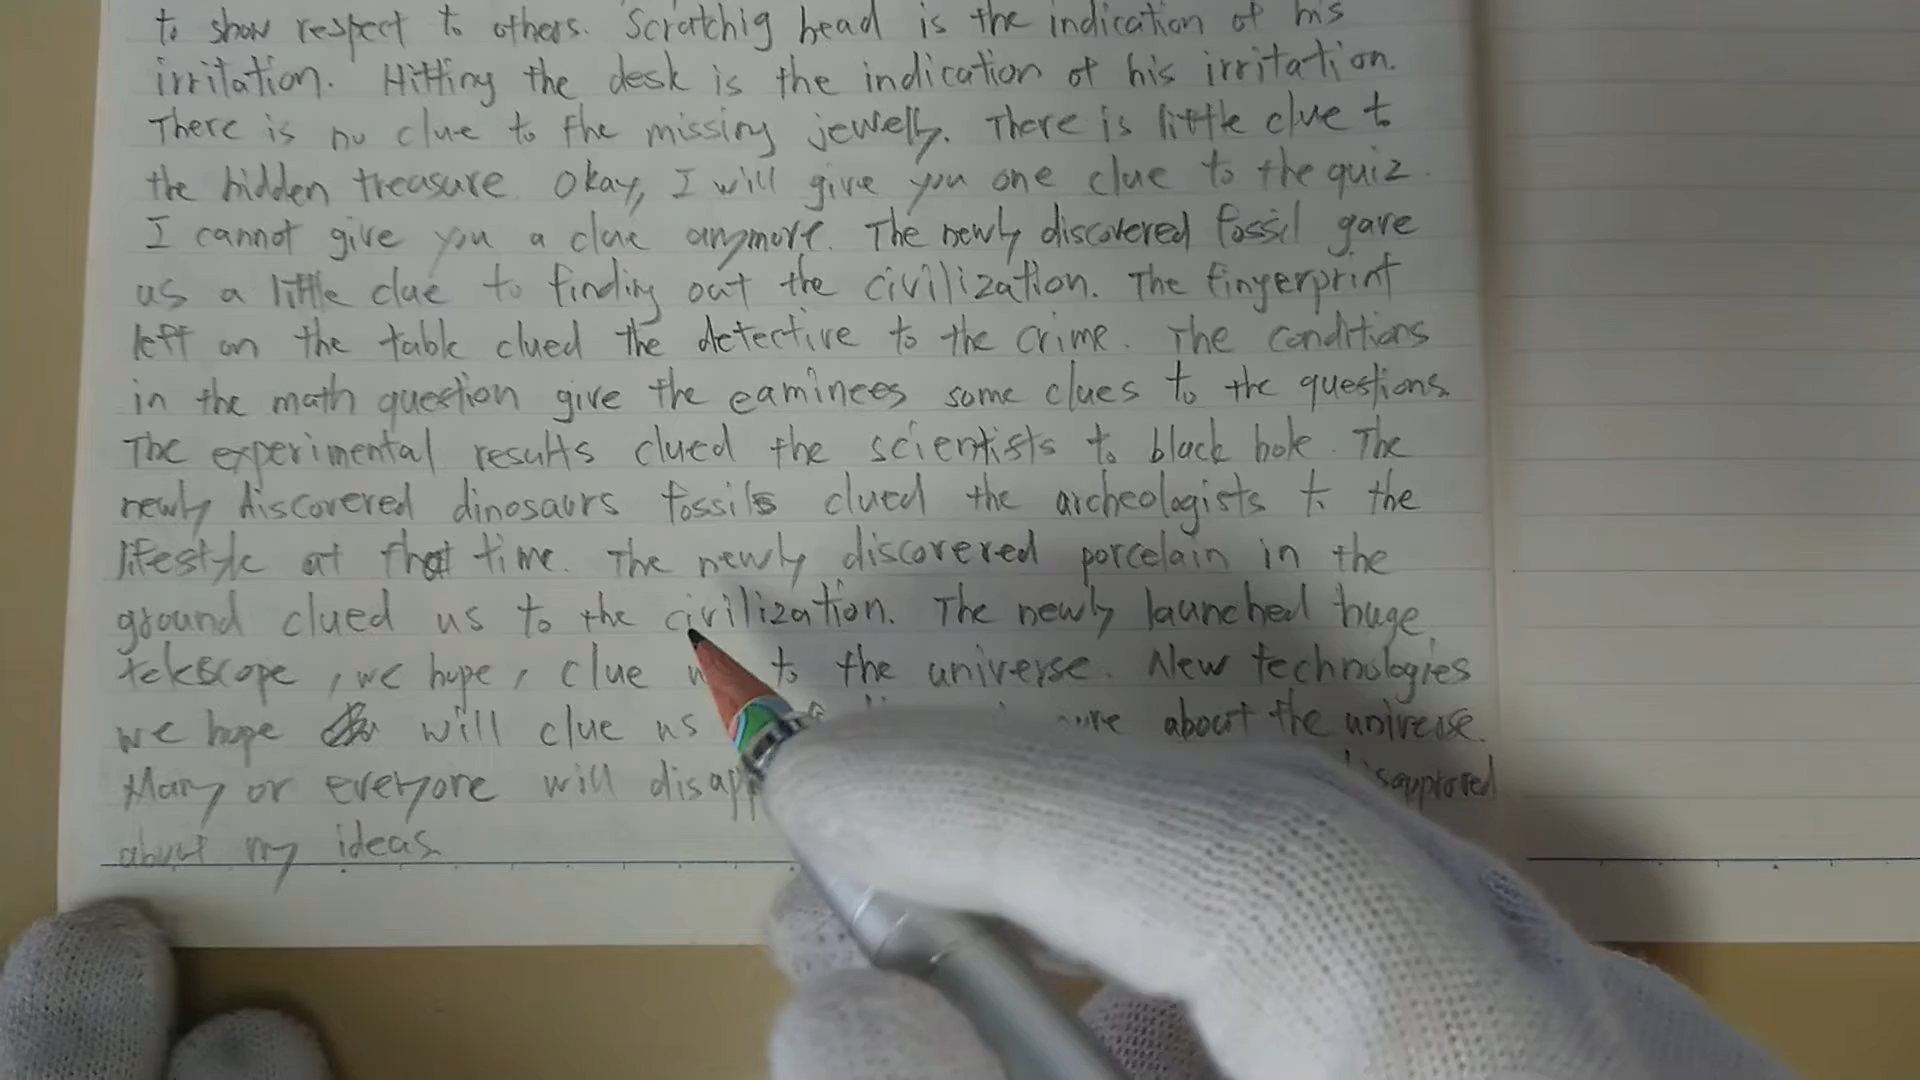 to show respect to others. Scratchig head is the indication of his
irritation. Hitting the desk is the indication of his irritation.
There is no clue to the missing jewelly. There is little clue to
the hidden treasure. Okay, I will give you one clue to the quiz.
I cannot give you a clue anymore. The newly discovered fossil gave
us a little clue to finding out the civilization. The fingerprint
left on the table clued the detective to the crime. The conditions
in the math question give the eaminees some clues to the questions.
The experimental results clued the scientists to black hole. The
newly discovered dinosaurs fossils clued the archeologists to the
lifestyle at that time. The newly discovered porcelain in the
ground clued us to the civilization. The newly launched huge
telescope, we hope, clue to the universe. New technologies
we hope will clue us about the universe.
Many or everyone will disapproved
about my ideas.